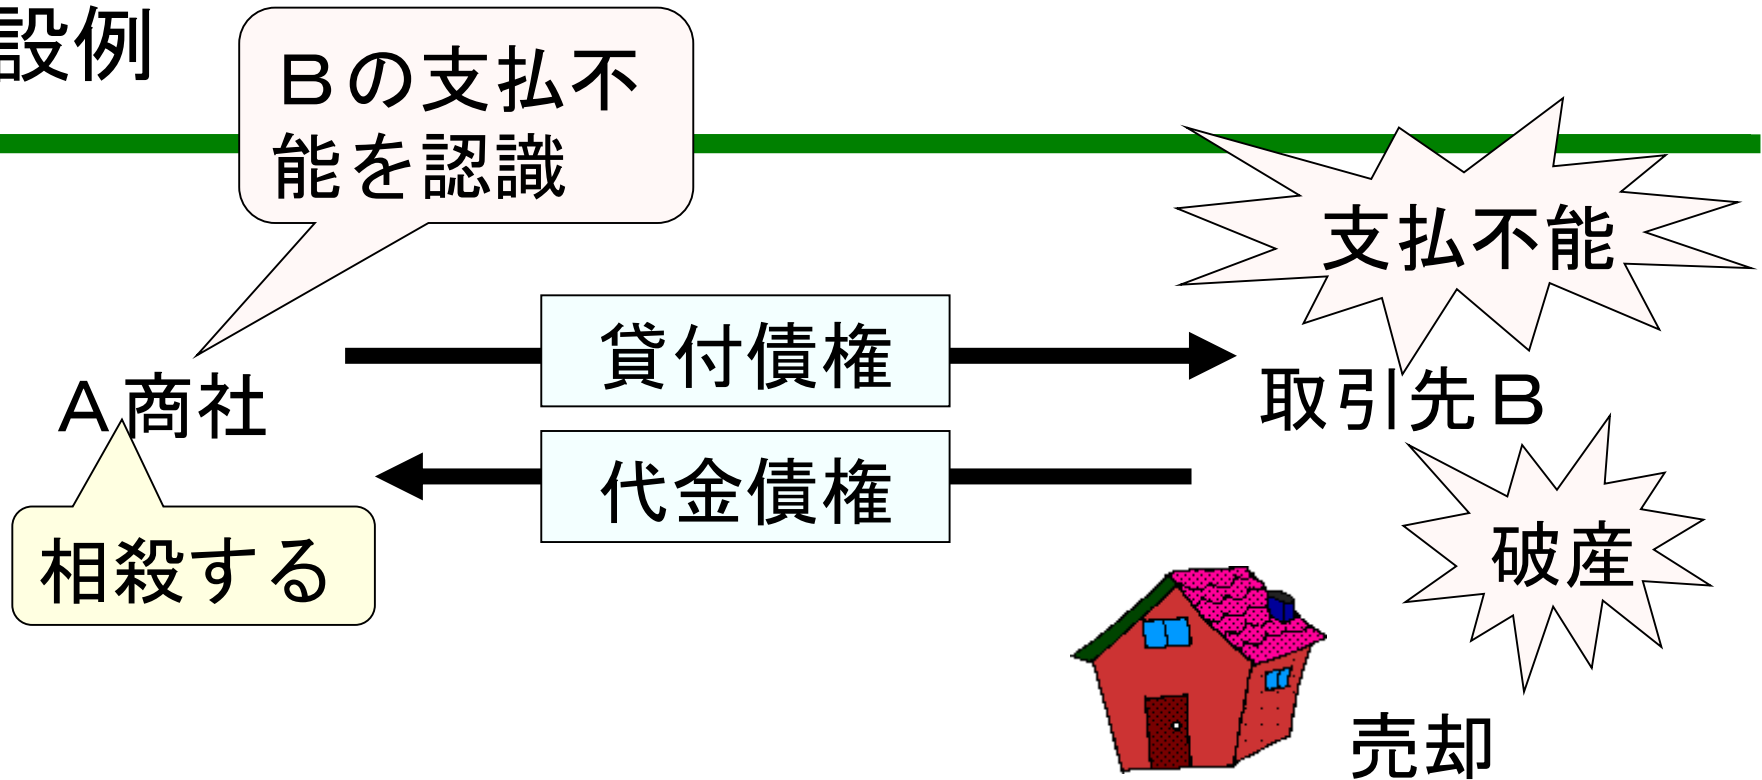 設例
Ｂの支払不
能を認識
支払不能
貸付債権
Ａ商社
取引先Ｂ
代金債権
相殺する
破産
売却